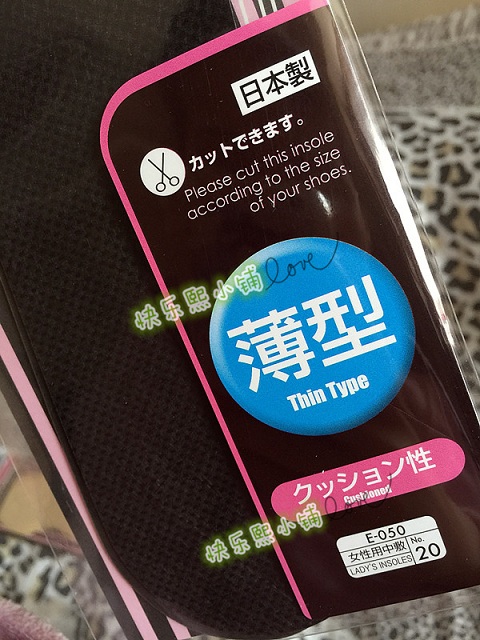 日本製
カットできます。
Please cut this insole
according to the size
of your shoes.
love
快乐熙小铺
薄型
Thin Type
クッション性
Cushioned
快乐熙小铺
love
E-050
女性用中敷
LADY'S INSOLES
No.
20